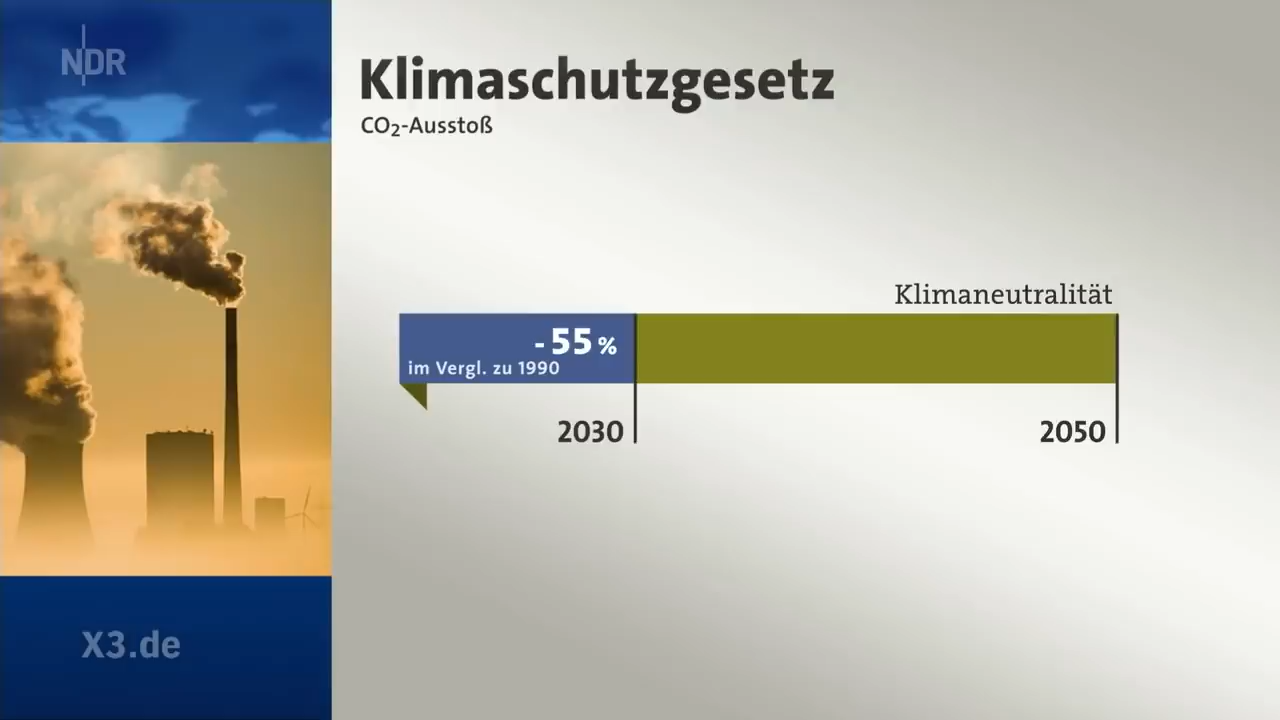 NDR
Klimaschutzgesetz
CO₂-Ausstoß
Klimaneutralität
-55%
im Vergl. zu 1990
2030
2050
X3.de